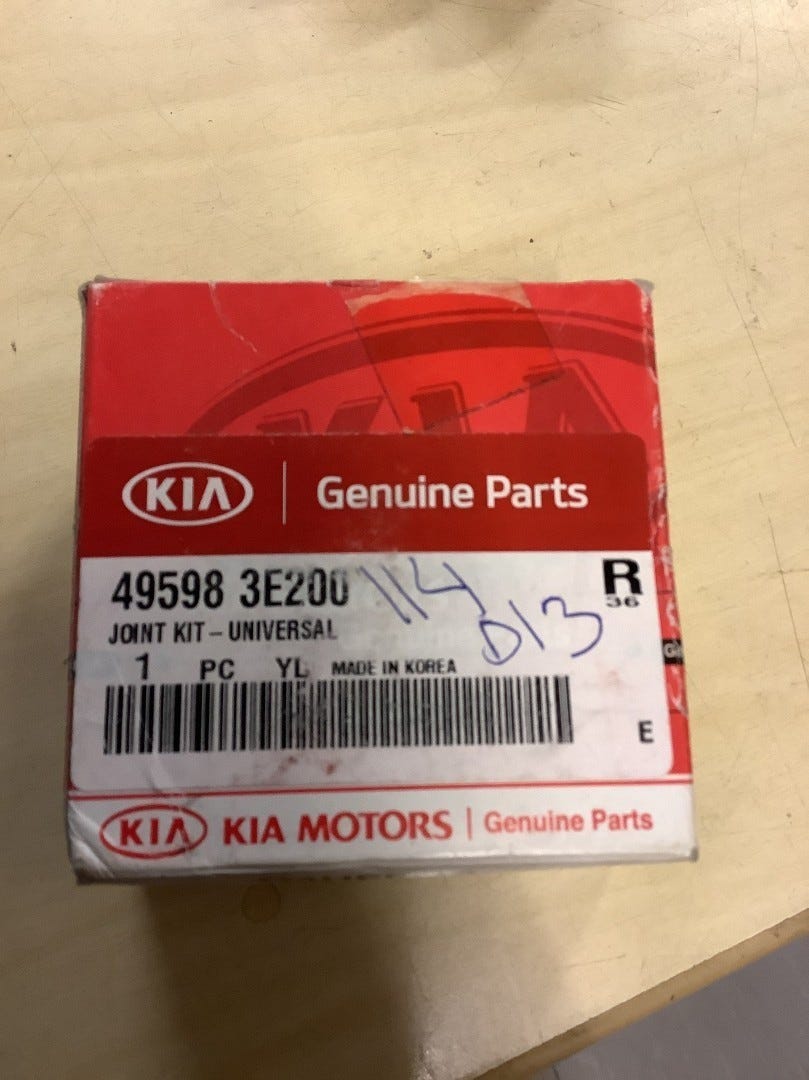 KIA
KIA Genuine Parts
49598 3E200 114 R
36
JOINT KIT - UNIVERSAL D13
1 PC YL MADE IN KOREA
E
KIA KIA MOTORS | Genuine Parts